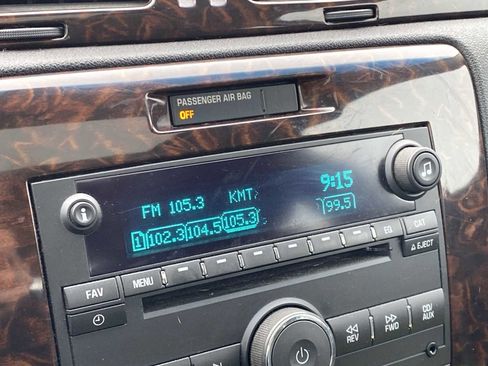 PASSENGER AIR BAG
OFF
FM 105.3 KMT 9:15
1 102.3 104.5 105.3 99.5
MENU EQ CAT
FAV
EJECT
REV
FWD
CD/
AUX